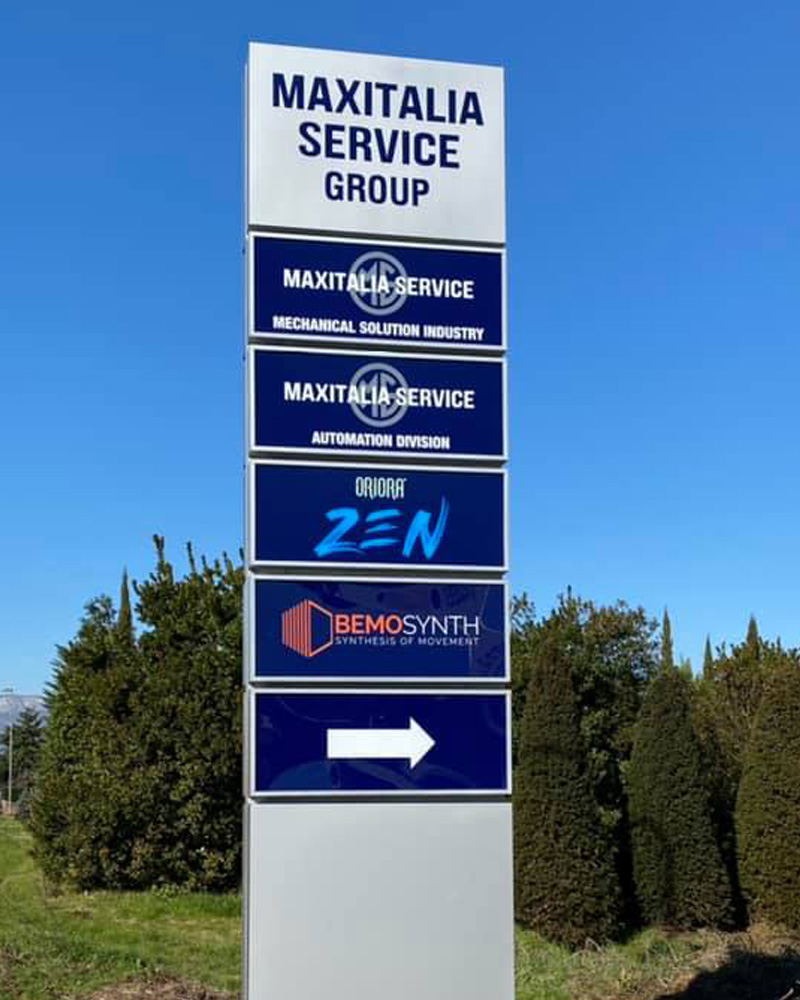 MAXITALIA
SERVICE
GROUP
MAXITALIA SERVICE
MECHANICAL SOLUTION INDUSTRY
MAXITALIA SERVICE
AUTOMATION DIVISION
ORIORA
ZEN
BEMOSYNTH
SYNTHESIS OF MOVEMENT